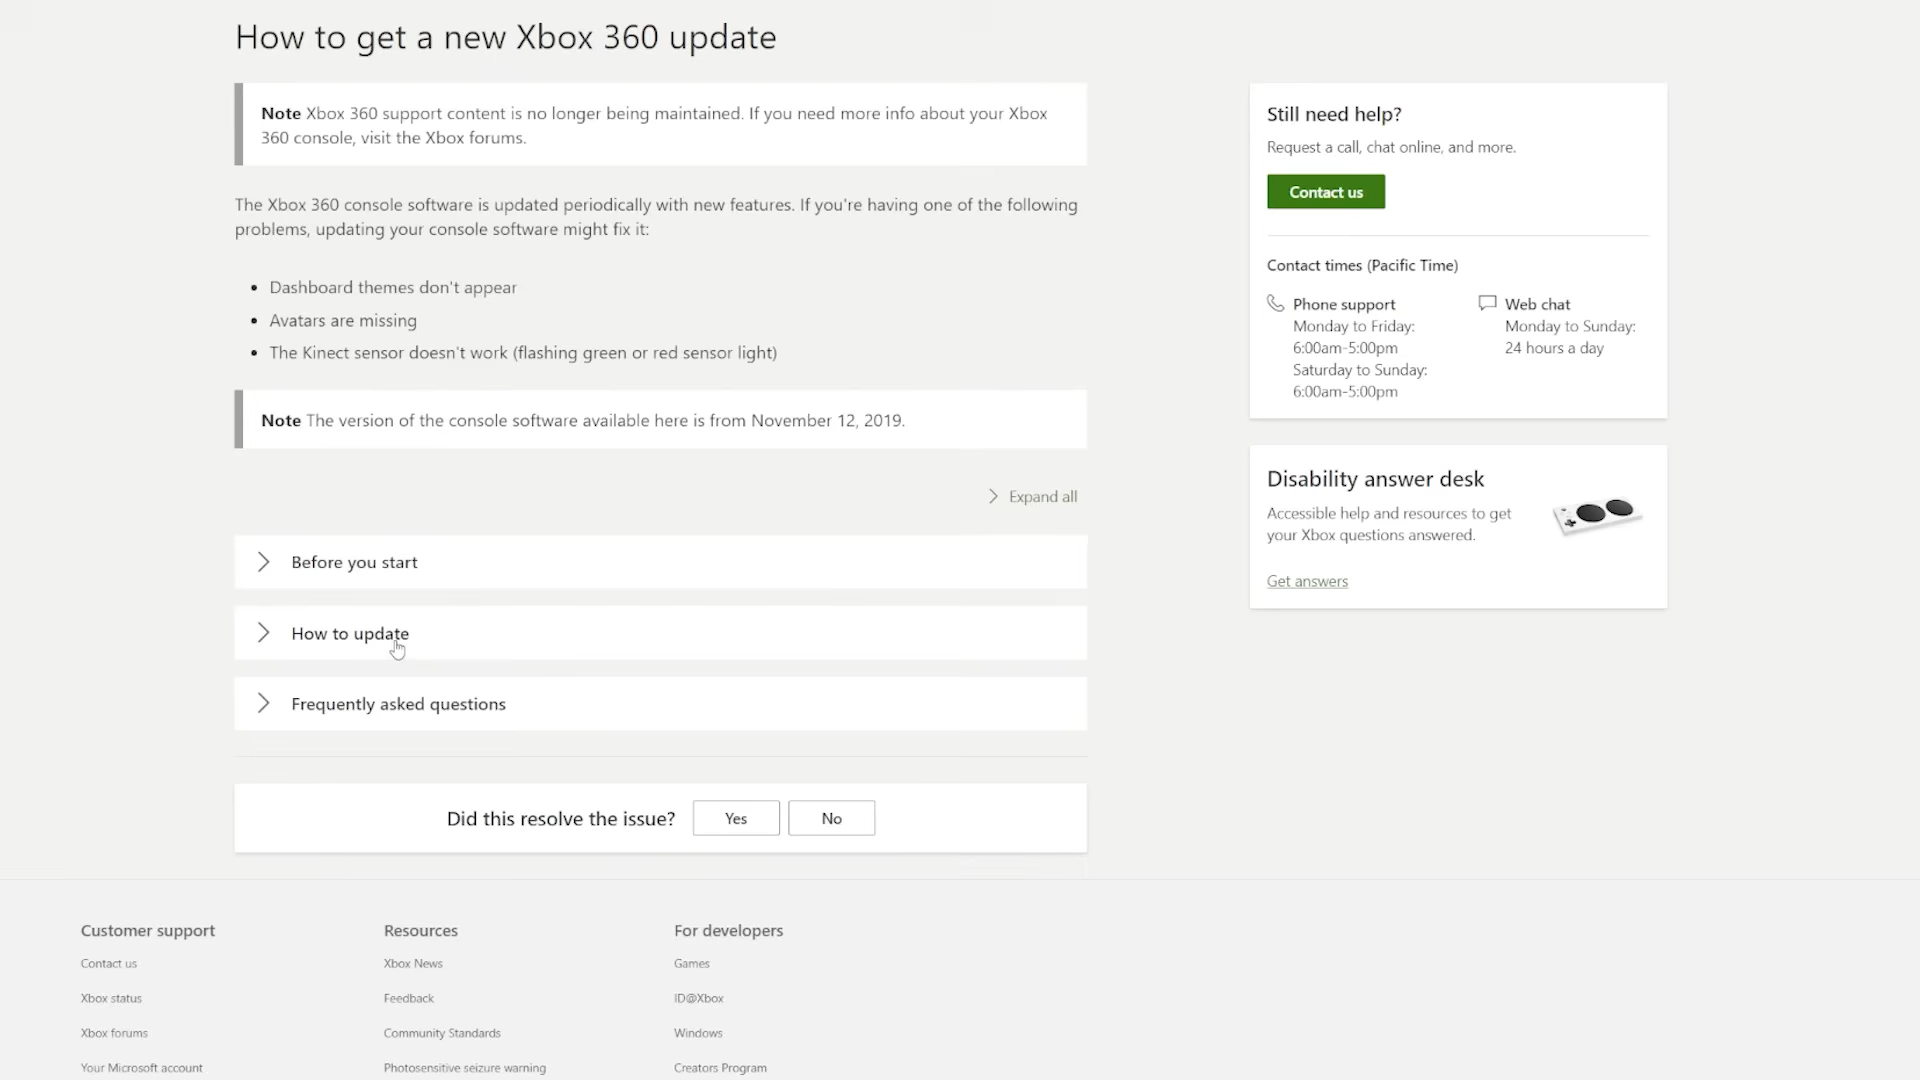 How to get a new Xbox 360 update
Note Xbox 360 support content is no longer being maintained. If you need more info about your Xbox
360 console, visit the Xbox forums.
The Xbox 360 console software is updated periodically with new features. If you're having one of the following
problems, updating your console software might fix it:
Dashboard themes don't appear
Avatars are missing
The Kinect sensor doesn't work (flashing green or red sensor light)
Note The version of the console software available here is from November 12, 2019.
Expand all
Before you start
How to update
Frequently asked questions
Did this resolve the issue?
Yes
No
Still need help?
Request a call, chat online, and more.
Contact us
Contact times (Pacific Time)
Phone support
Monday to Friday:
6:00am-5:00pm
Saturday to Sunday:
6:00am-5:00pm
Web chat
Monday to Sunday:
24 hours a day
Disability answer desk
Accessible help and resources to get
your Xbox questions answered.
Get answers
Customer support
Contact us
Xbox status
Xbox forums
Your Microsoft account
Resources
Xbox News
Feedback
Community Standards
Photosensitive seizure warning
For developers
Games
ID@Xbox
Windows
Creators Program